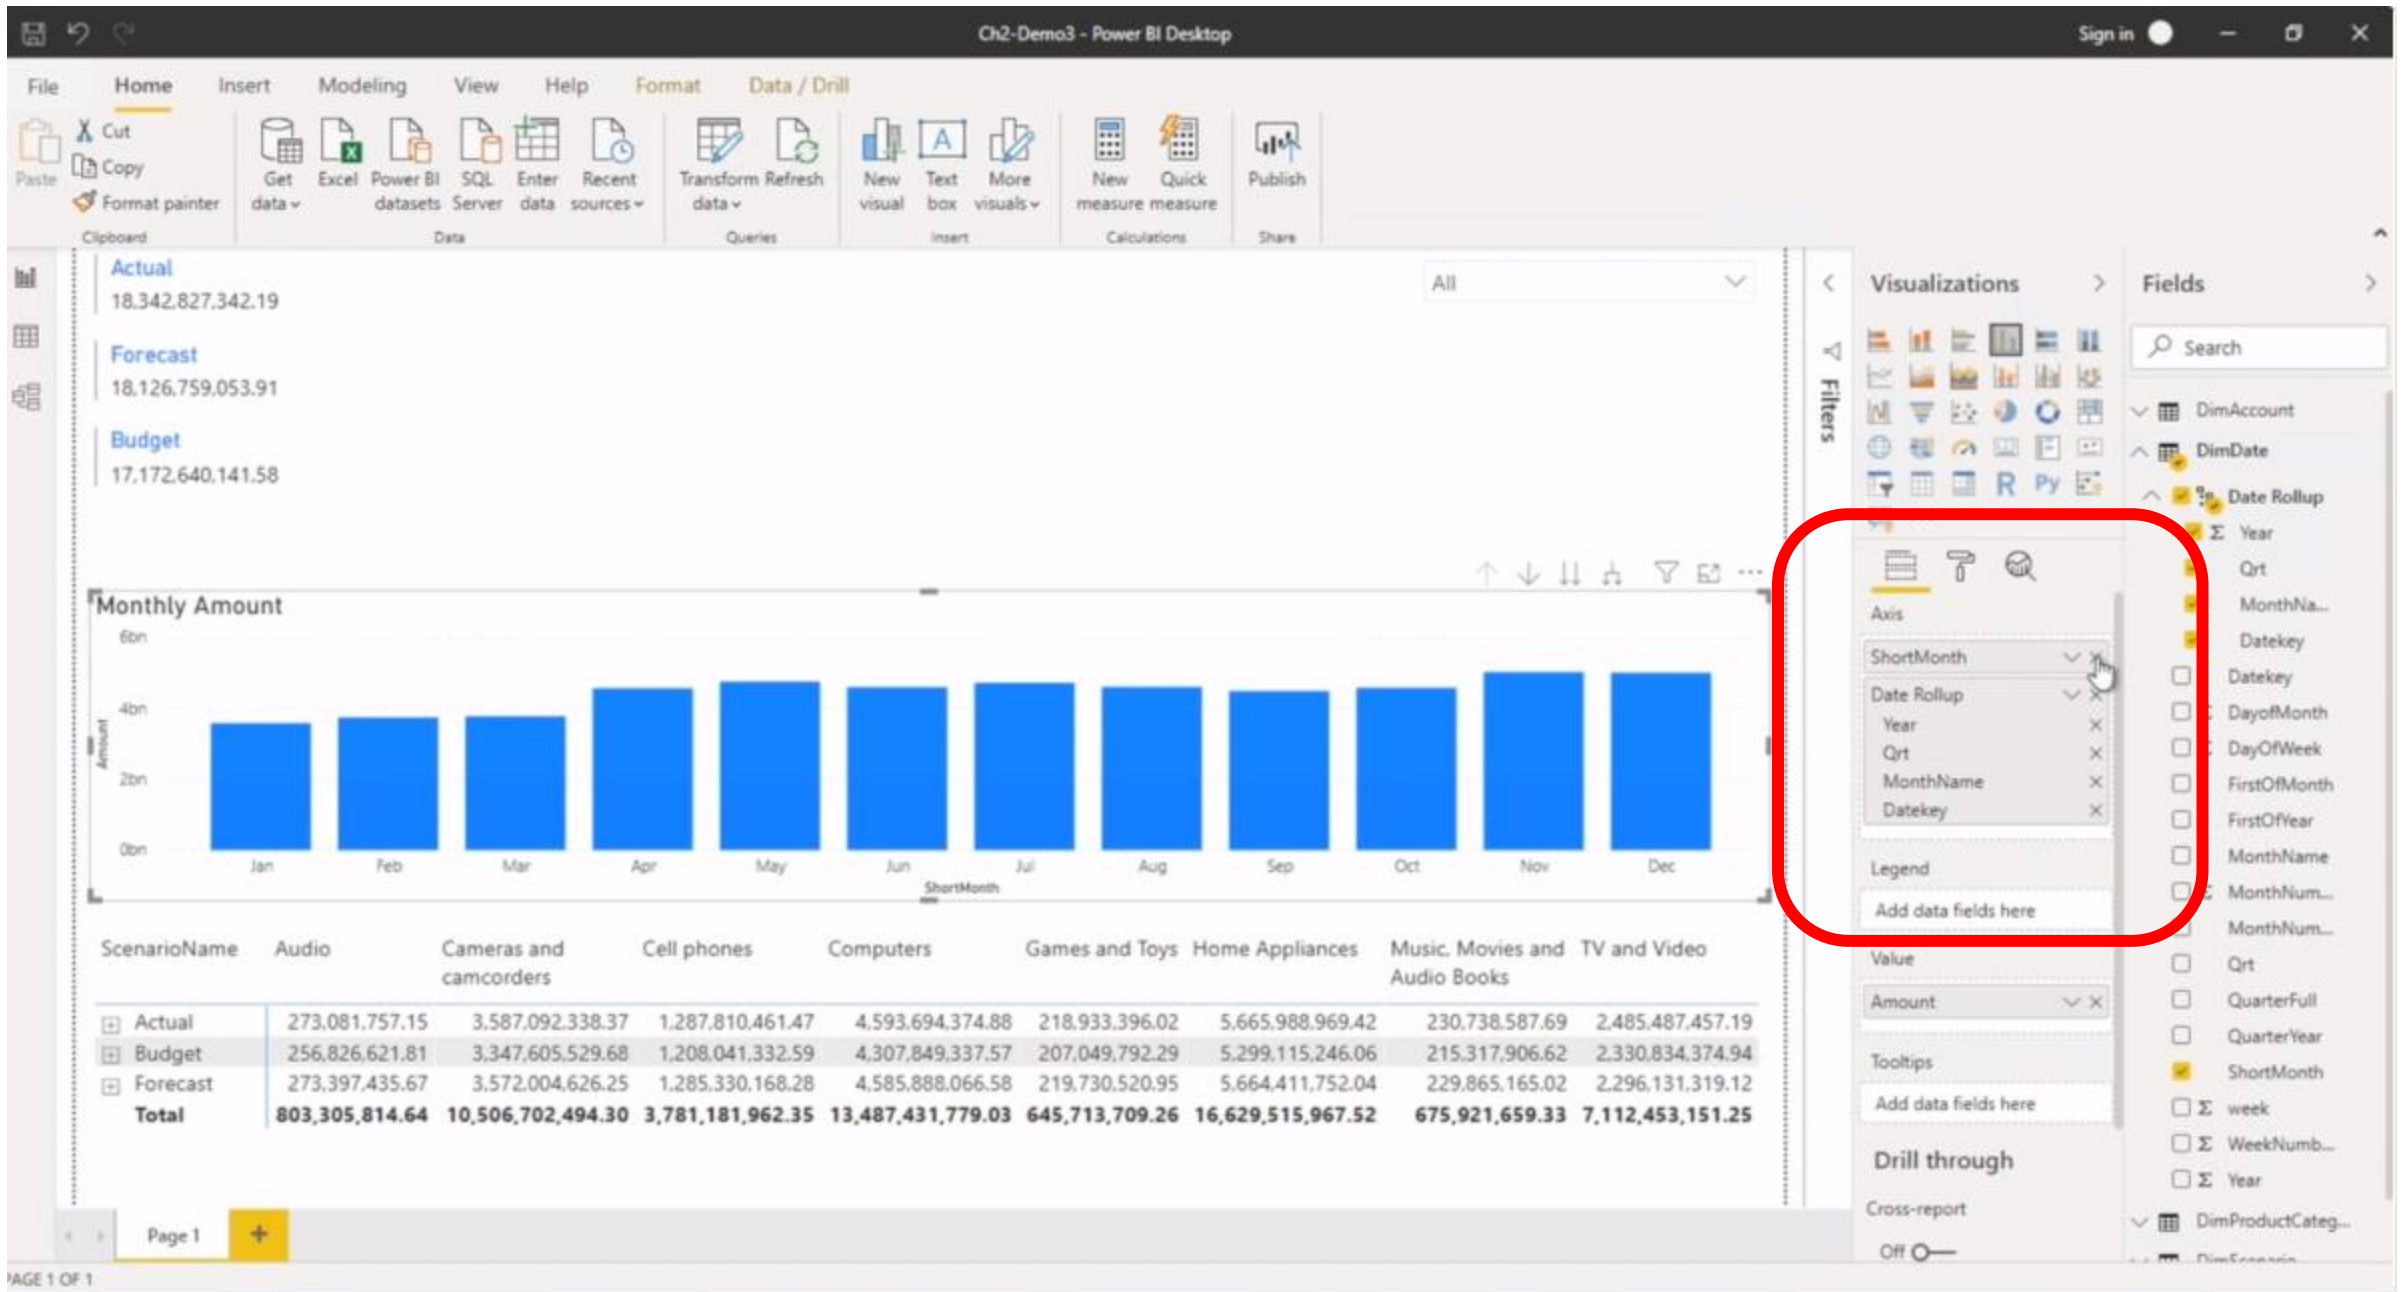 Ch2-Demo3 - Power BI Desktop
Sign in
File Home Insert Modeling View Help Format Data / Drill
Paste
Cut
Copy
Format painter
Clipboard
Get data
Excel
Power BI datasets
SQL Server
Enter data
Recent sources
Data
Transform data
Refresh
Queries
New visual
Text box
More visuals
Insert
New measure
Quick measure
Calculations
Publish
Share
Actual
18,342,827,342.19
Forecast
18,126,759,053.91
Budget
17,172,640,141.58
All
Monthly Amount
6bn
4bn
2bn
0bn
Amount
Jan Feb Mar Apr May Jun Jul Aug Sep Oct Nov Dec
ShortMonth
ScenarioName Audio Cameras and camcorders Cell phones Computers Games and Toys Home Appliances Music, Movies and Audio Books TV and Video
Actual 273,081,757.15 3,587,092,338.37 1,287,810,461.47 4,593,694,374.88 218,933,396.02 5,665,988,969.42 230,738,587.69 2,485,487,457.19
Budget 256,826,621.81 3,347,605,529.68 1,208,041,332.59 4,307,849,337.57 207,049,792.29 5,299,115,246.06 215,317,906.62 2,330,834,374.94
Forecast 273,397,435.67 3,572,004,626.25 1,285,330,168.28 4,585,888,066.58 219,730,520.95 5,664,411,752.04 229,865,165.02 2,296,131,319.12
Total 803,305,814.64 10,506,702,494.30 3,781,181,962.35 13,487,431,779.03 645,713,709.26 16,629,515,967.52 675,921,659.33 7,112,453,151.25
Page 1
PAGE 1 OF 1
Filters
Visualizations
R Py
Axis
ShortMonth
Date Rollup
Year
Qrt
MonthName
Datekey
Legend
Add data fields here
Value
Amount
Tooltips
Add data fields here
Drill through
Cross-report
Off
Fields
Search
DimAccount
DimDate
Date Rollup
Year
Qrt
MonthNa...
Datekey
Datekey
DayofMonth
DayOfWeek
FirstOfMonth
FirstOfYear
MonthName
MonthNum...
MonthNum...
Qrt
QuarterFull
QuarterYear
ShortMonth
week
WeekNumb...
Year
DimProductCateg...